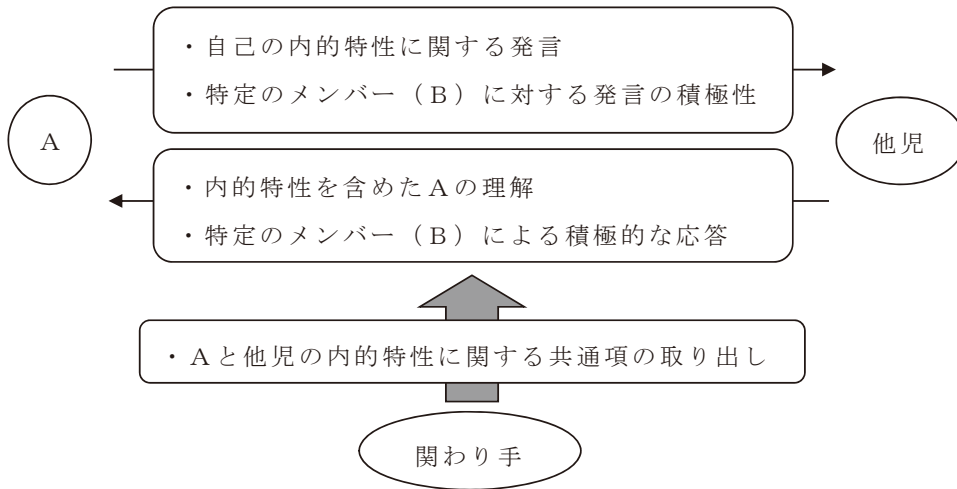 ・自己の内的特性に関する発言
・特定のメンバー（B）に対する発言の積極性
A
他児
・内的特性を含めたAの理解
・特定のメンバー（B）による積極的な応答
・Aと他児の内的特性に関する共通項の取り出し
関わり手